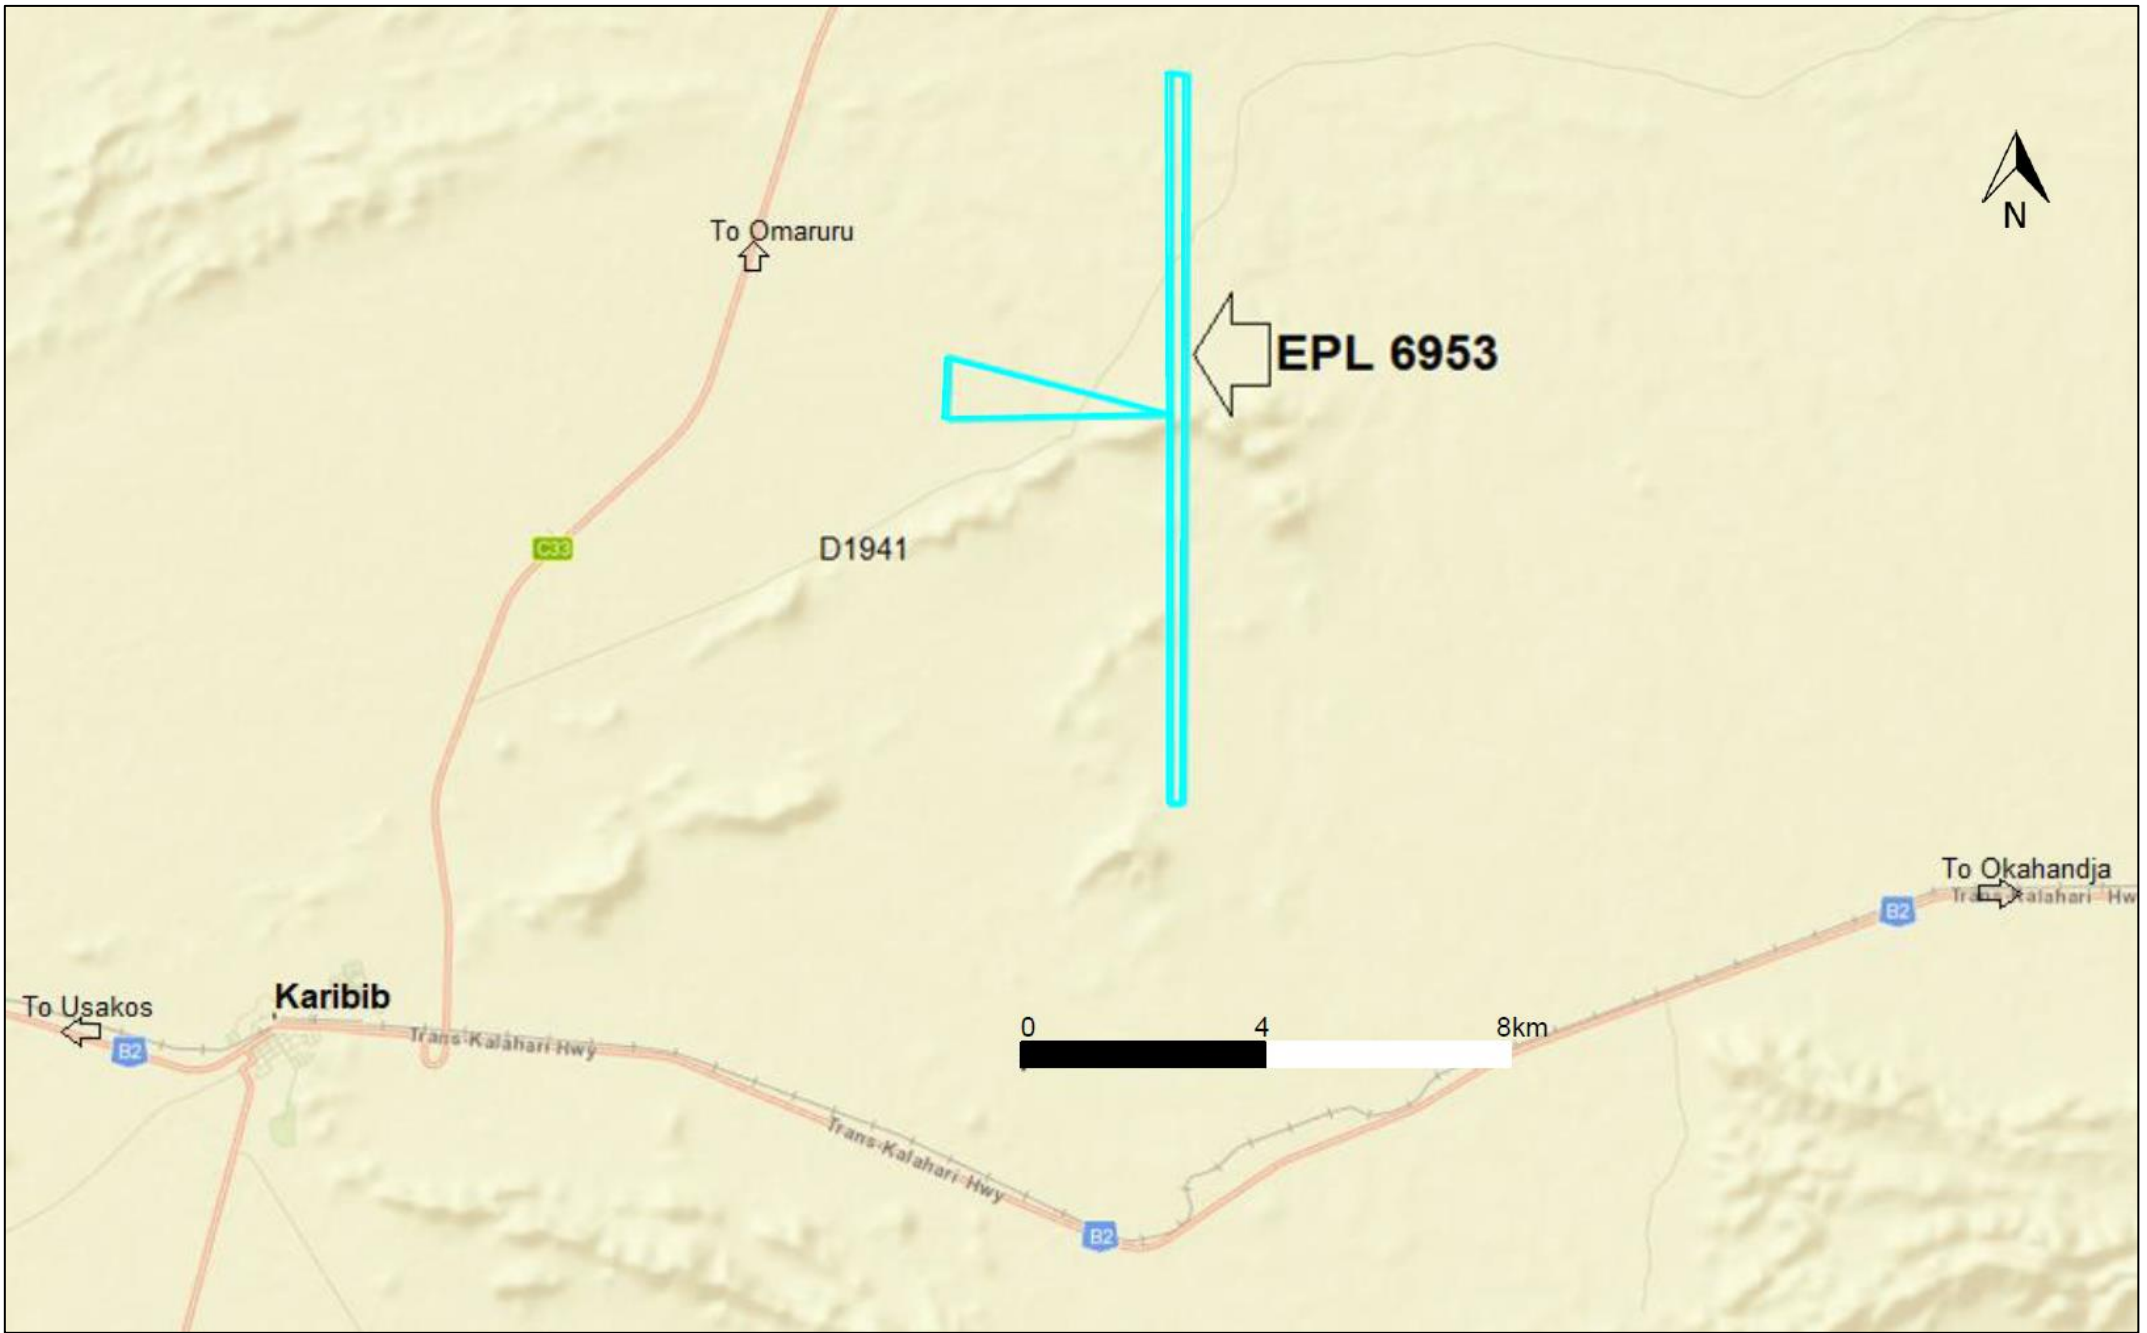 To Omaruru
N
EPL 6953
C33
D1941
To Okahandja
Trans-Kalahari Hw
B2
Karibib
To Usakos
B2
Trans-Kalahari Hwy
0 4 8km
Trans-Kalahari Hwy
B2